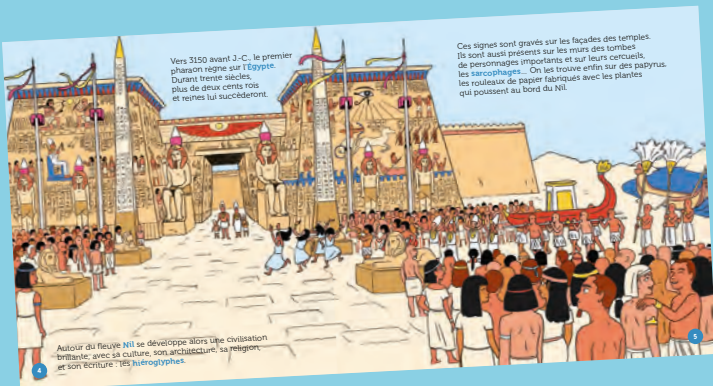 Vers 3150 avant J.-C., le premier
pharaon règne sur l'Égypte.
Durant trente siècles,
plus de deux cents rois
et reines lui succèderont.
Ces signes sont gravés sur les façades des temples.
Ils sont aussi présents sur les murs des tombes
de personnages importants et sur leurs cercueils,
les sarcophages... On les trouve enfin sur des papyrus,
les rouleaux de papier fabriqués avec les plantes
qui poussent au bord du Nil.
Autour du fleuve Nil se développe alors une civilisation
brillante, avec sa culture, son architecture, sa religion,
et son écriture : les hiéroglyphes.
4
5